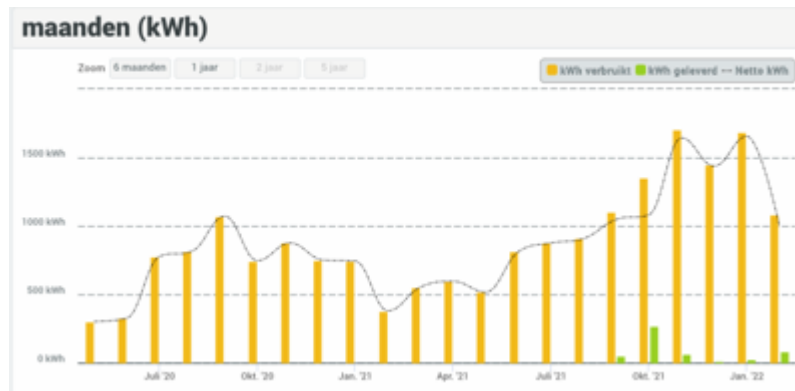 maanden (kWh)
Zoom 6 maanden 1 jaar 2 jaar 5 jaar
kWh verbruikt kWh geleverd --- Netto kWh
1500 kWh
1000 kWh
500 kWh
0 kWh
Juli '20 Okt. '20 Jan. '21 Apr. '21 Juli '21 Okt. '21 Jan. '22